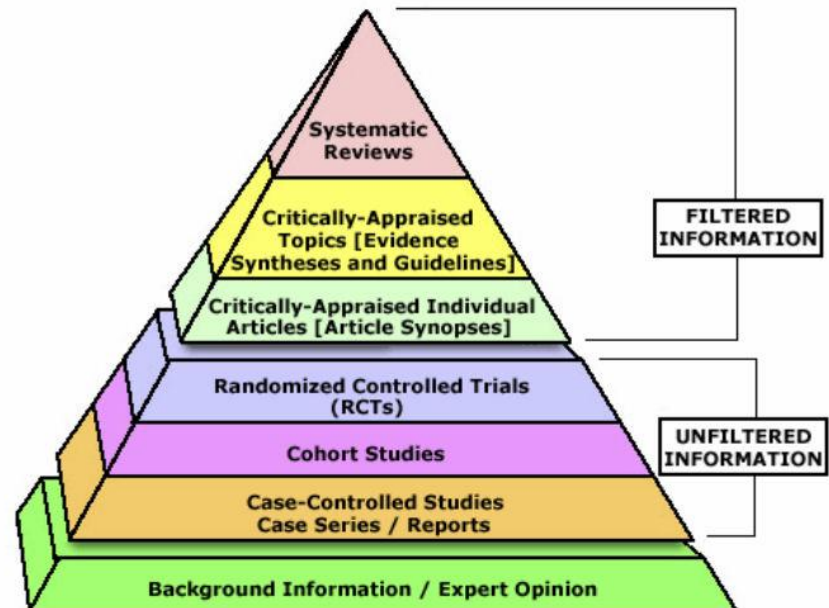 Systematic
Reviews
Critically-Appraised
Topics [Evidence
Syntheses and Guidelines]
FILTERED
INFORMATION
Critically-Appraised Individual
Articles [Article Synopses]
Randomized Controlled Trials
(RCTs)
UNFILTERED
INFORMATION
Cohort Studies
Case-Controlled Studies
Case Series / Reports
Background Information / Expert Opinion